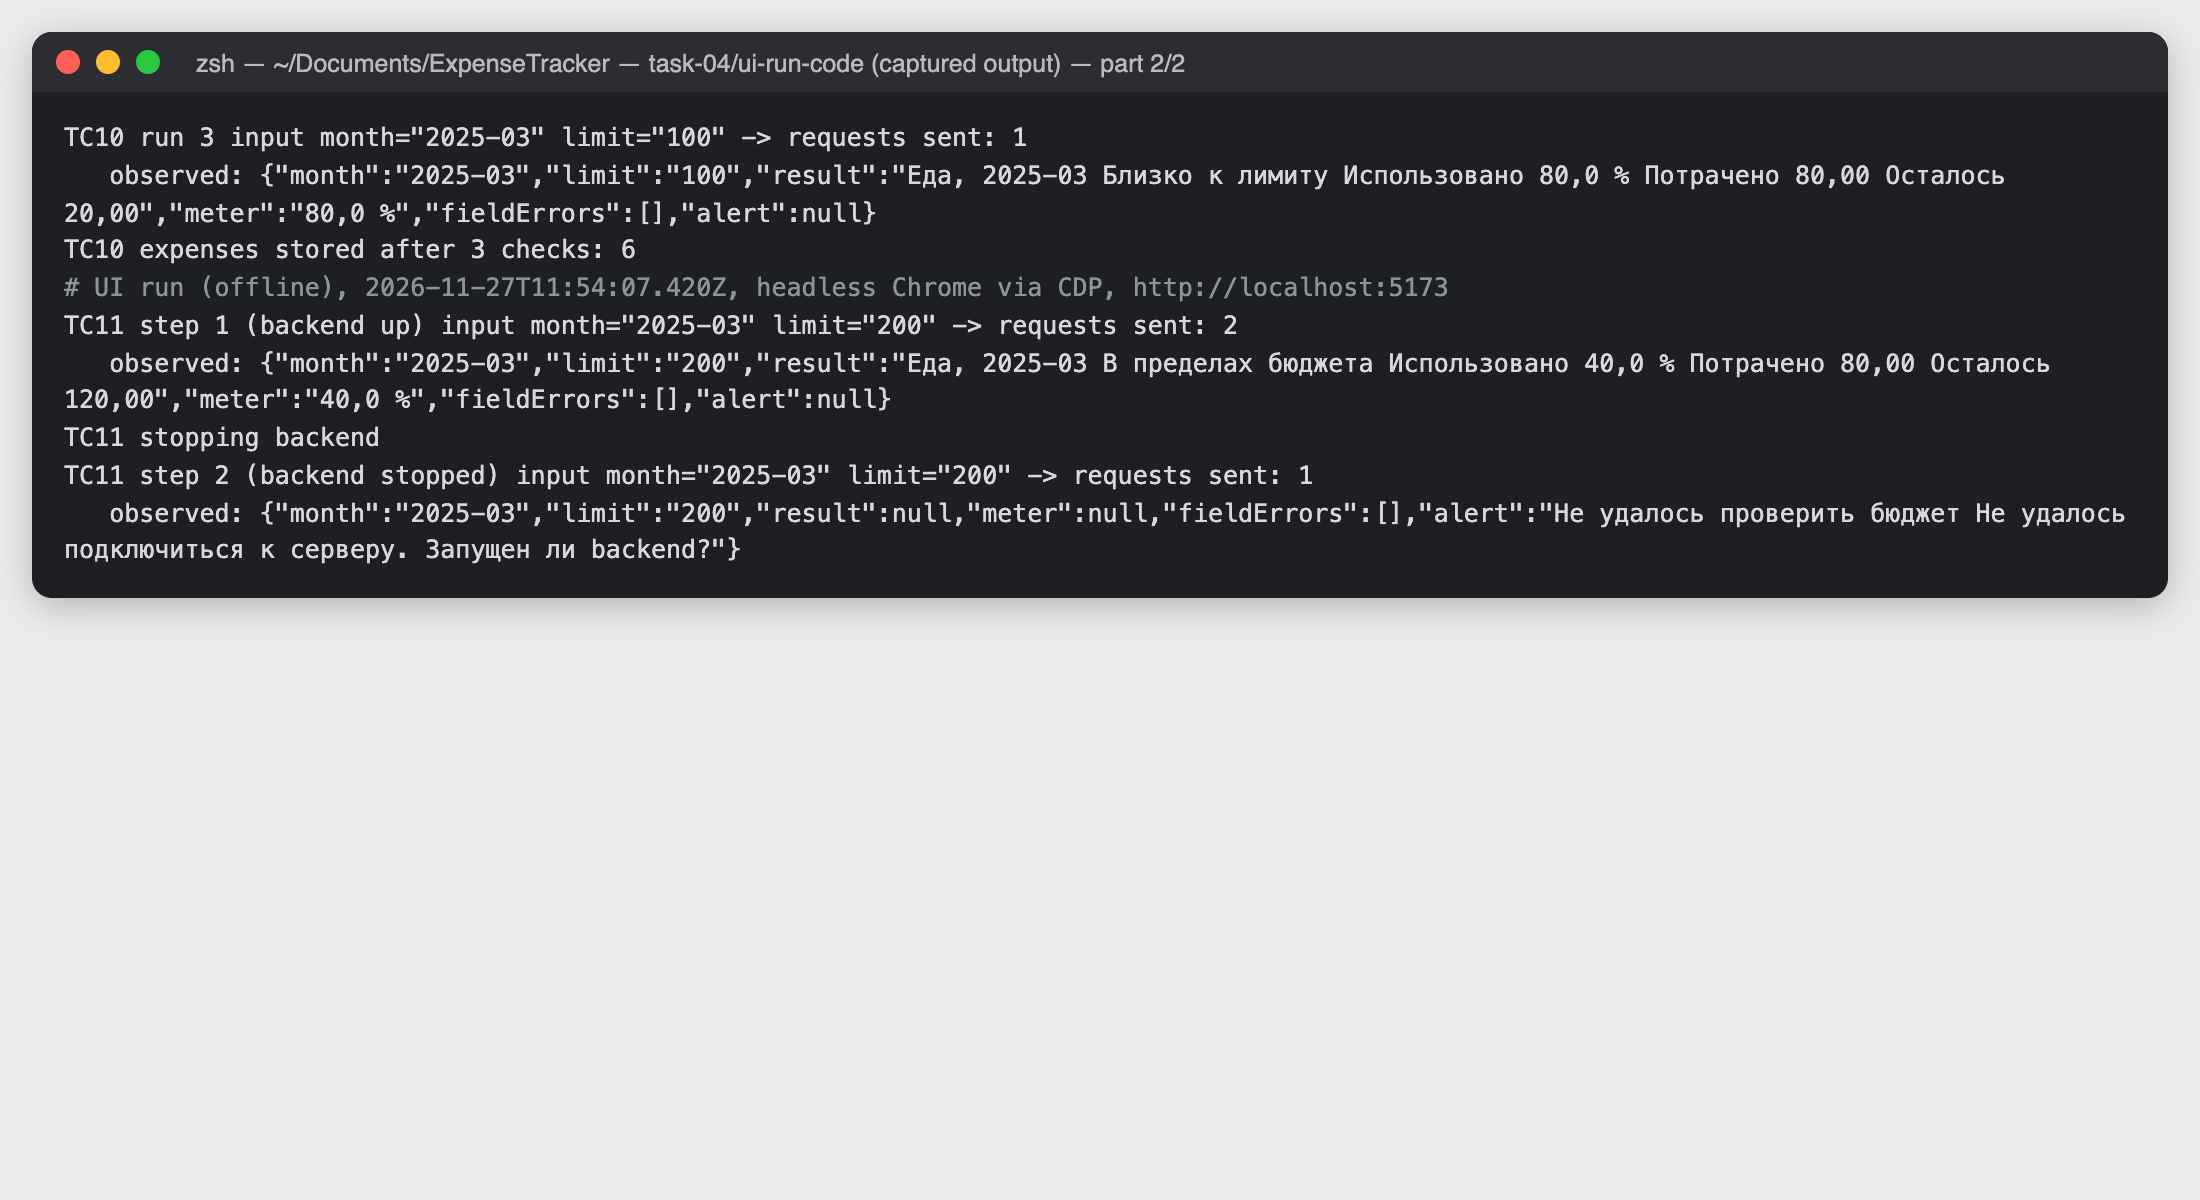 zsh — ~/Documents/ExpenseTracker — task-04/ui-run-code (captured output) — part 2/2
TC10 run 3 input month="2025-03" limit="100" -> requests sent: 1
observed: {"month":"2025-03","limit":"100","result":"Еда, 2025-03 Близко к лимиту Использовано 80,0 % Потрачено 80,00 Осталось
20,00","meter":"80,0 %","fieldErrors":[],"alert":null}
TC10 expenses stored after 3 checks: 6
# UI run (offline), 2026-11-27T11:54:07.420Z, headless Chrome via CDP, http://localhost:5173
TC11 step 1 (backend up) input month="2025-03" limit="200" -> requests sent: 2
observed: {"month":"2025-03","limit":"200","result":"Еда, 2025-03 В пределах бюджета Использовано 40,0 % Потрачено 80,00 Осталось
120,00","meter":"40,0 %","fieldErrors":[],"alert":null}
TC11 stopping backend
TC11 step 2 (backend stopped) input month="2025-03" limit="200" -> requests sent: 1
observed: {"month":"2025-03","limit":"200","result":null,"meter":null,"fieldErrors":[],"alert":"Не удалось проверить бюджет Не удалось
подключиться к серверу. Запущен ли backend?"}